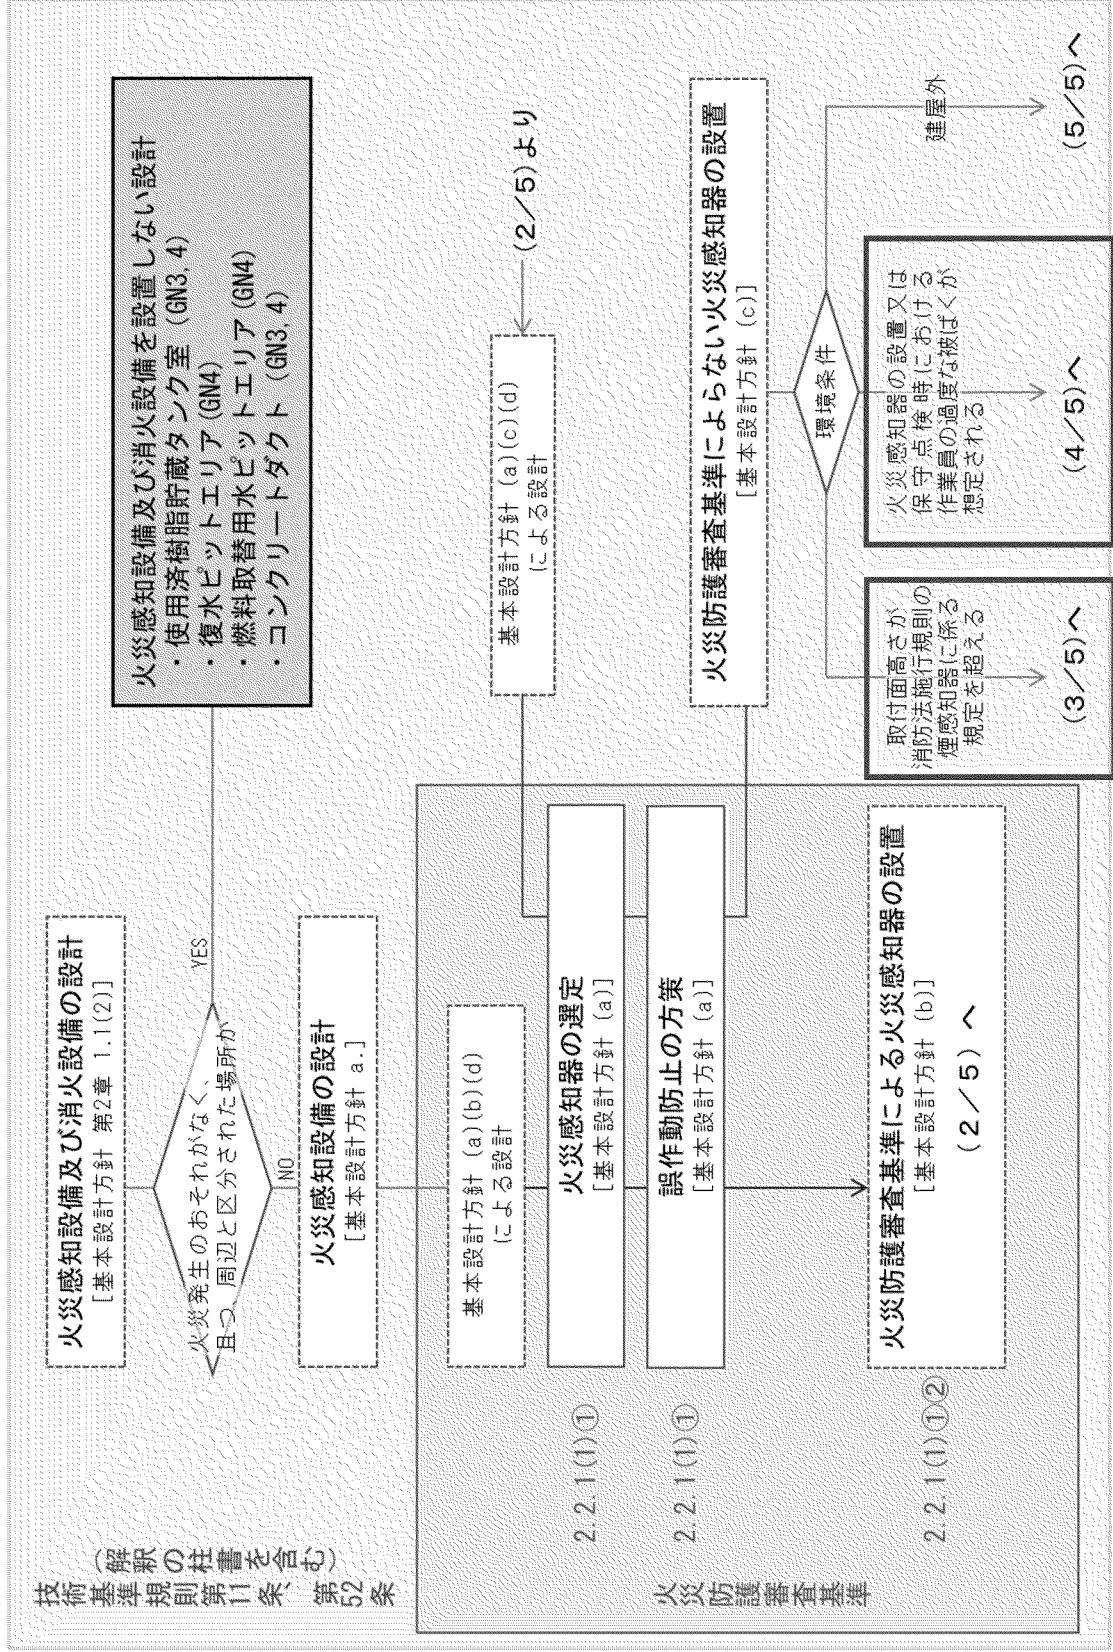 技術基準規則第11条、第52条
(解釈の柱書を含む)
火災感知設備及び消火設備の設計
[基本設計方針 第2章 1.1(2)]
火災発生のおそれがなく、
且つ、周辺と区分された場所か
YES
NO
火災感知設備及び消火設備を設置しない設計
・使用済樹脂貯蔵タンク室 (GN3,4)
・復水ピットエリア(GN4)
・燃料取替用水ピットエリア(GN4)
・コンクリートダクト (GN3,4)
火災感知設備の設計
[基本設計方針 a.]
火災防護審査基準
基本設計方針 (a)(b)(d)
による設計
基本設計方針 (a)(c)(d)
による設計
(2/5)より
2.2.1(1)①
火災感知器の選定
[基本設計方針 (a)]
2.2.1(1)①
誤作動防止の方策
[基本設計方針 (a)]
火災防護審査基準によらない火災感知器の設置
[基本設計方針 (c)]
環境条件
2.2.1(1)①②
火災防護審査基準による火災感知器の設置
[基本設計方針 (b)]
(2/5) へ
取付面高さが
消防法施行規則の
煙感知器に係る
規定を超える
(3/5)へ
火災感知器の設置又は
保守点検時における
作業員の過度な被ばくが
想定される
(4/5)へ
建屋外
(5/5)へ